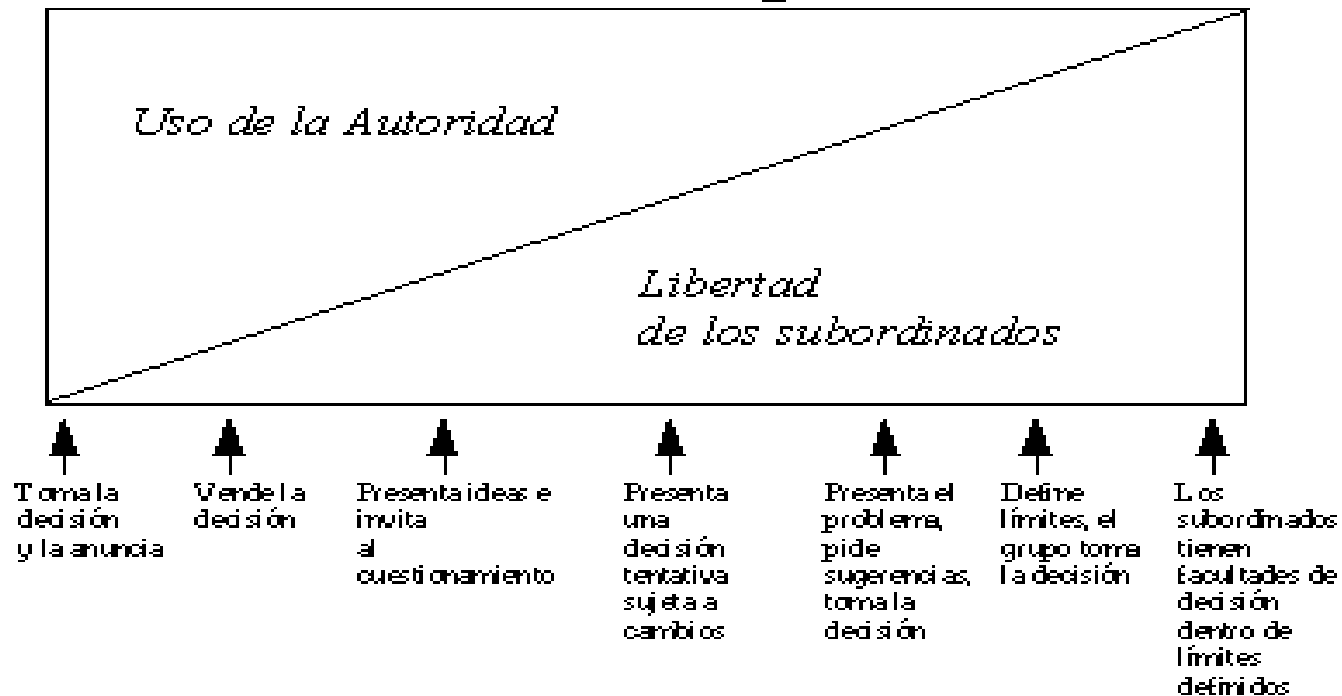 Uso de la Autoridad
Libertad
de los subordinados
Toma la
decisión
y la anuncia
Vende la
decisión
Presenta ideas e
invita
al
cuestionamiento
Presenta
una
decisión
tentativa
sujeta a
cambios
Presenta el
problema,
pide
sugerencias,
toma la
decisión
Define
límites, el
grupo toma
la decisión
Los
subordinados
tienen
facultades de
decisión
dentro de
límites
definidos